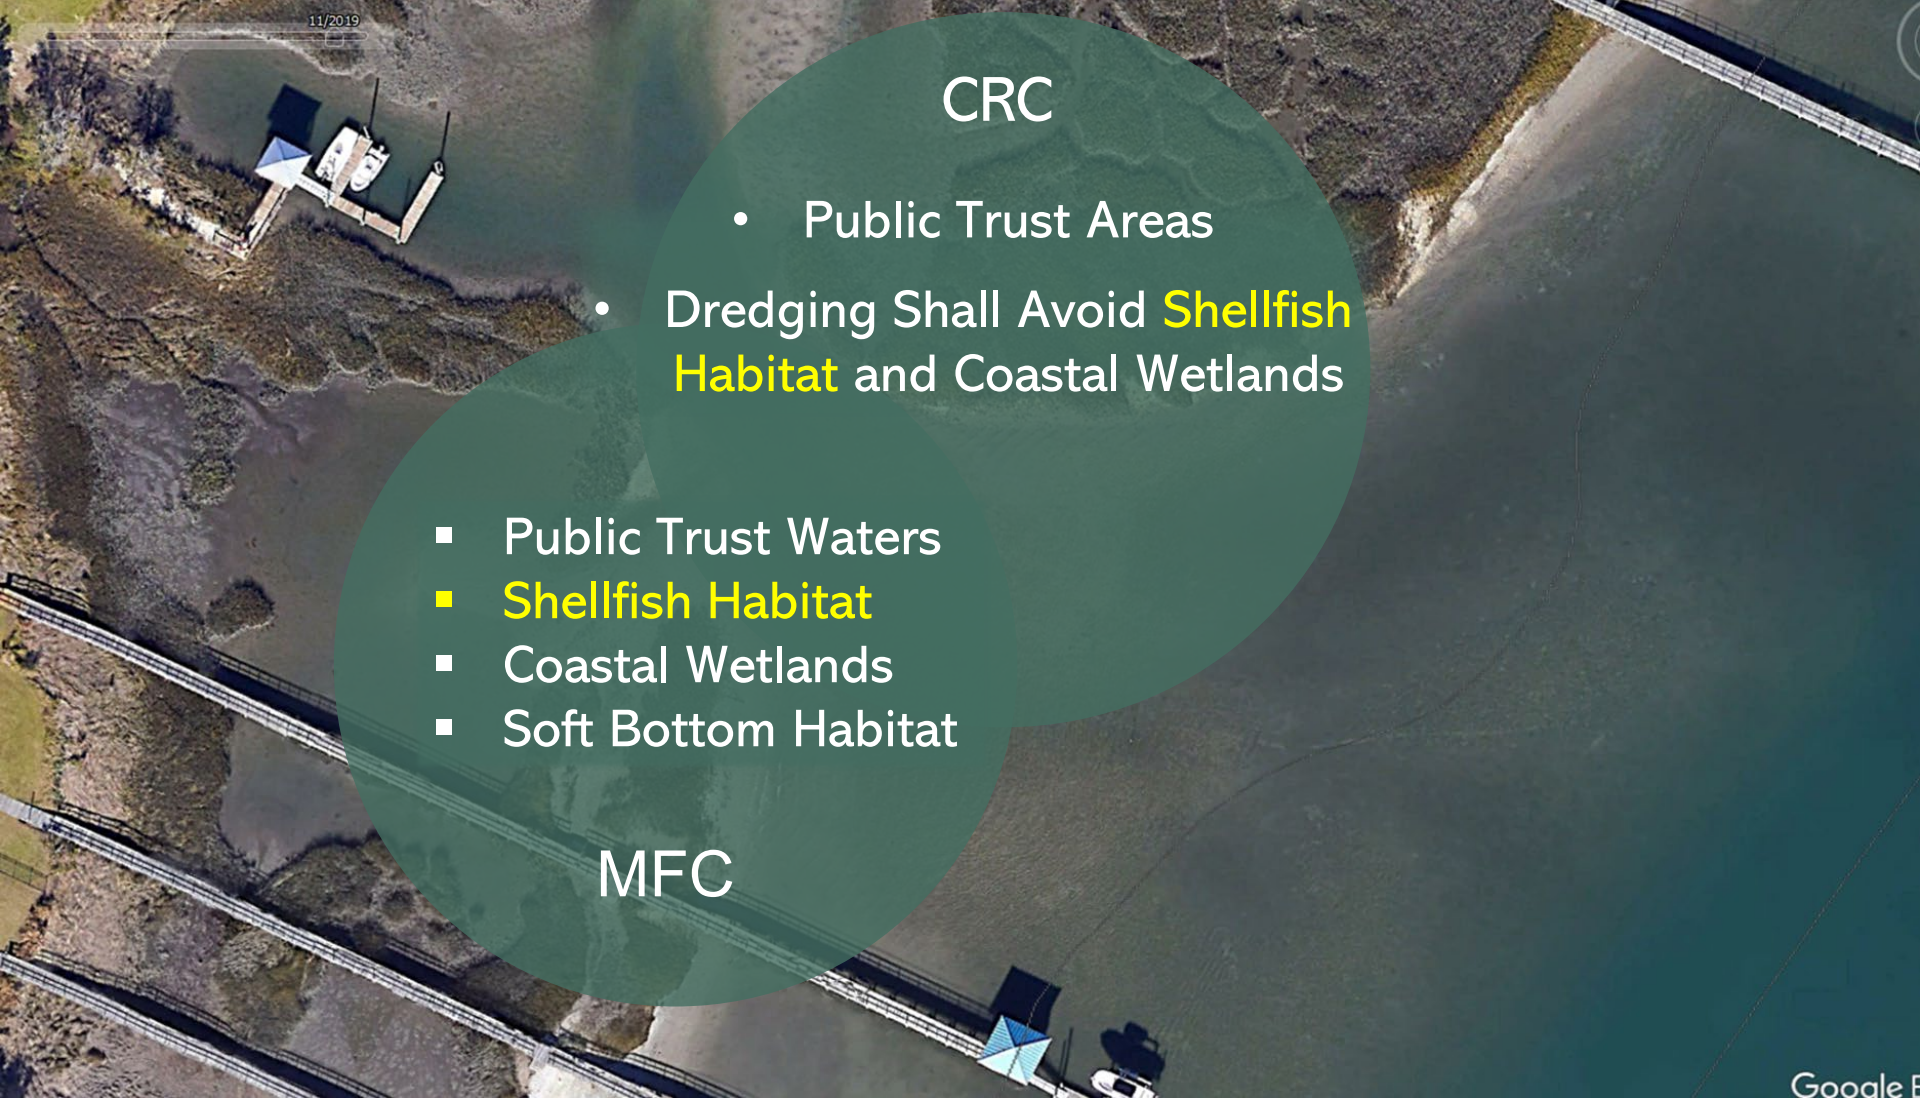 11/2019
CRC
• Public Trust Areas
• Dredging Shall Avoid Shellfish
Habitat and Coastal Wetlands
▪ Public Trust Waters
▪ Shellfish Habitat
▪ Coastal Wetlands
▪ Soft Bottom Habitat
MFC
Google E